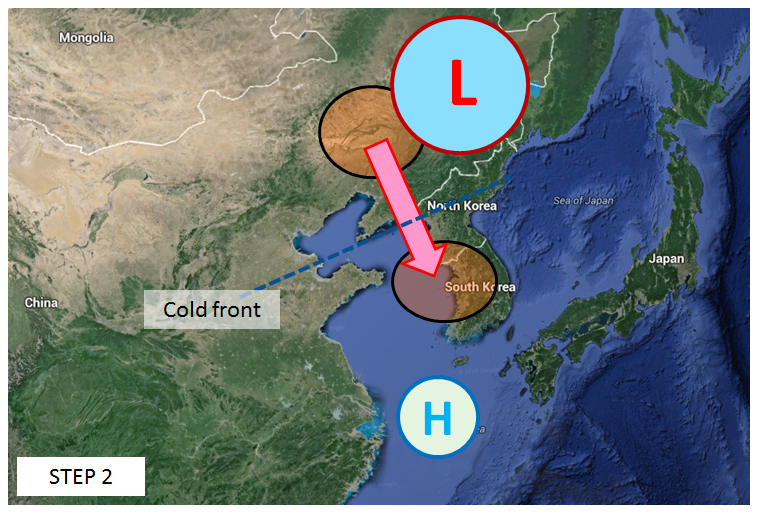 Mongolia
L
North Korea
Sea of Japan
Japan
South Korea
China
Cold front
H
STEP 2